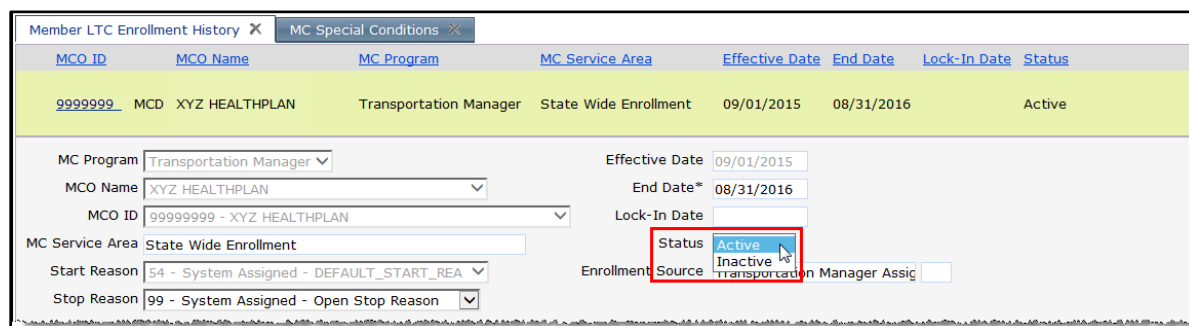 Member LTC Enrollment History X MC Special Conditions X
MCO ID MCO Name MC Program MC Service Area Effective Date End Date Lock-In Date Status
9999999 MCD XYZ HEALTHPLAN Transportation Manager State Wide Enrollment 09/01/2015 08/31/2016 Active
MC Program Transportation Manager Effective Date 09/01/2015
MCO Name XYZ HEALTHPLAN End Date* 08/31/2016
MCO ID 99999999 - XYZ HEALTHPLAN Lock-In Date
MC Service Area State Wide Enrollment Status Active
Inactive
Start Reason 54 - System Assigned - DEFAULT_START_REA Enrollment Source Transportation Manager Assig
Stop Reason 99 - System Assigned - Open Stop Reason